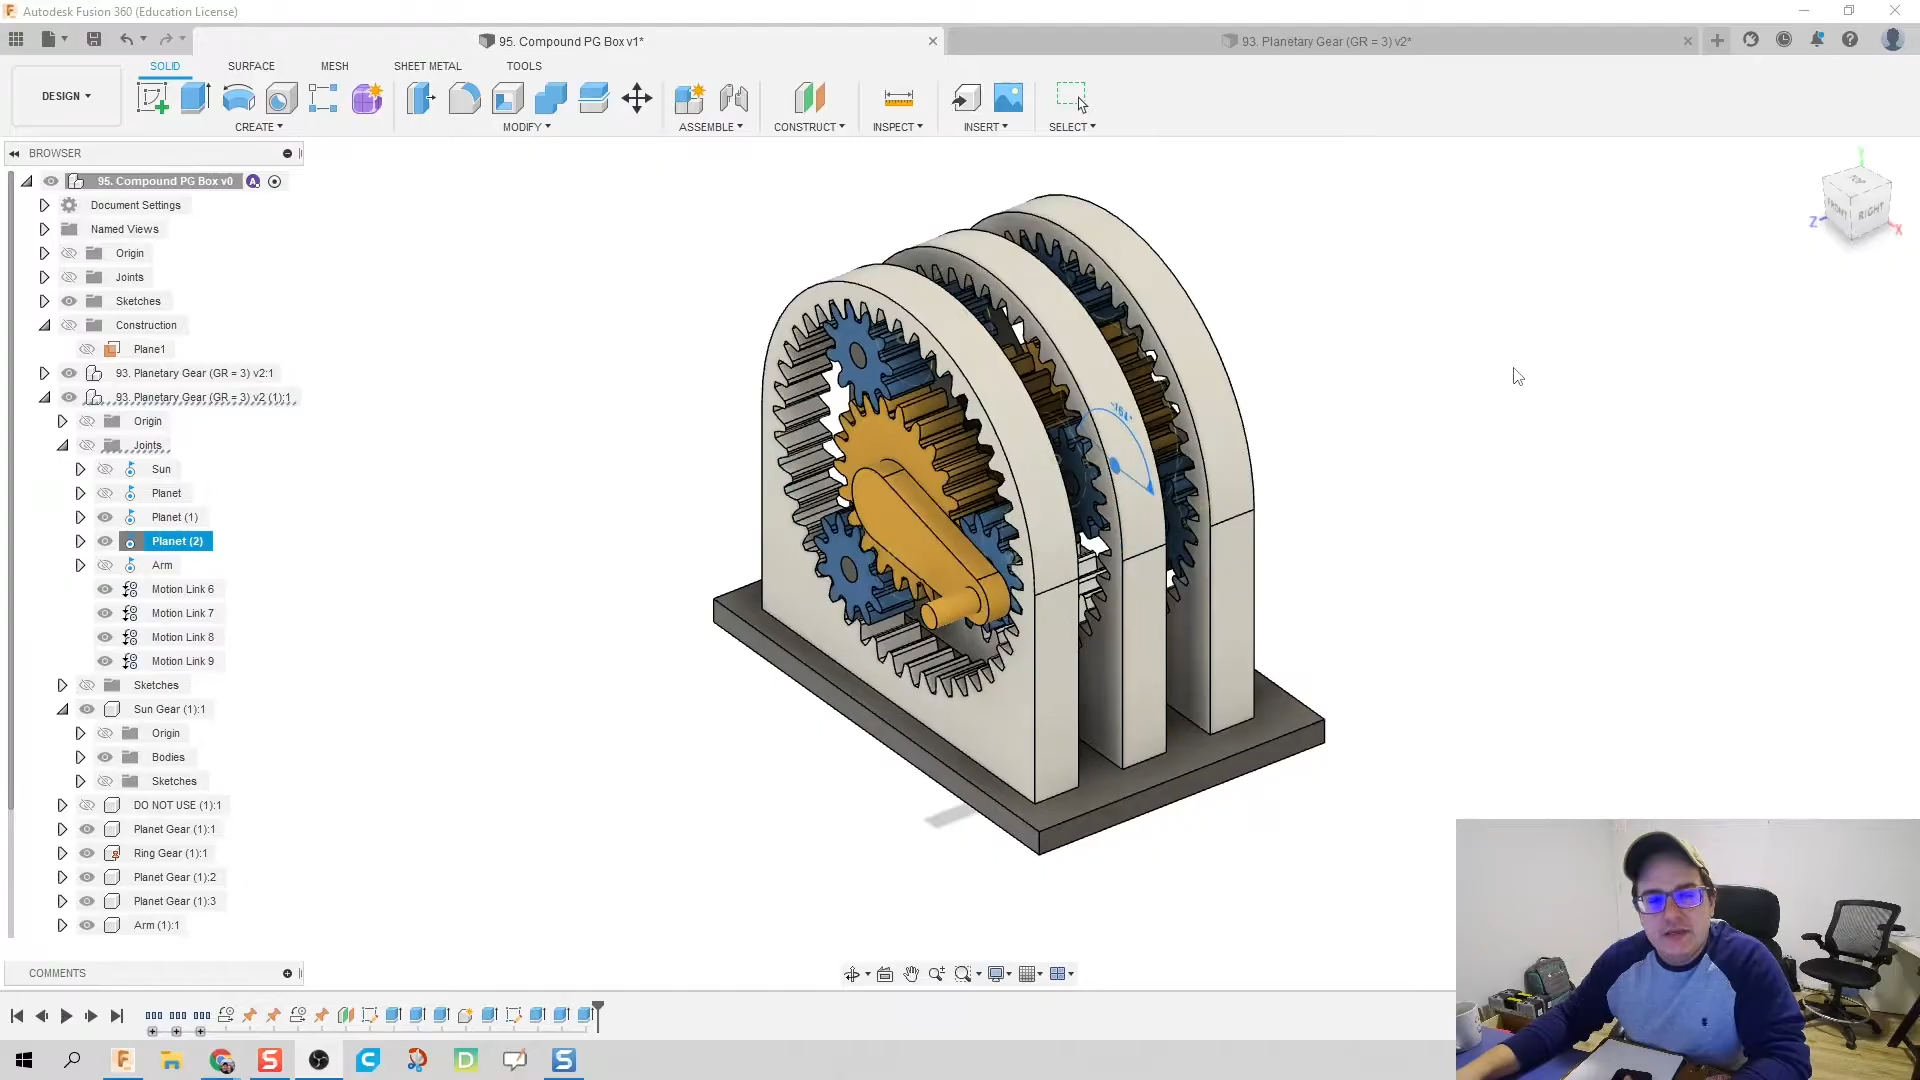 Autodesk Fusion 360 (Education License)
95. Compound PG Box v1*
93. Planetary Gear (GR = 3) v2*
DESIGN
SOLID
SURFACE
MESH
SHEET METAL
TOOLS
CREATE
MODIFY
ASSEMBLE
CONSTRUCT
INSPECT
INSERT
SELECT
BROWSER
95. Compound PG Box v0
A
Document Settings
Named Views
Origin
Joints
Sketches
Construction
Plane1
93. Planetary Gear (GR = 3) v2:1
93. Planetary Gear (GR = 3) v2 (1):1
Origin
Joints
Sun
Planet
Planet (1)
Planet (2)
Arm
Motion Link 6
Motion Link 7
Motion Link 8
Motion Link 9
Sketches
Sun Gear (1):1
Origin
Bodies
Sketches
DO NOT USE (1):1
Planet Gear (1):1
Ring Gear (1):1
Planet Gear (1):2
Planet Gear (1):3
Arm (1):1
COMMENTS
TOP
FRONT
RIGHT
Y
Z
X